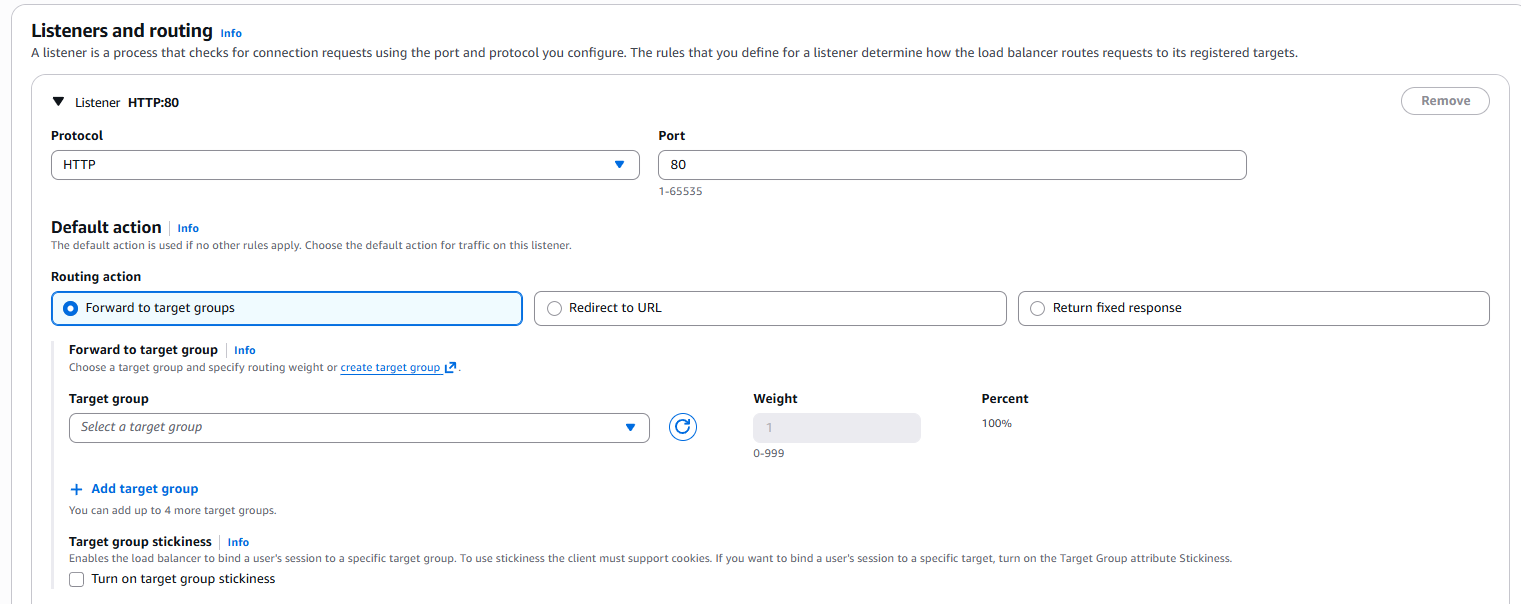 Listeners and routing Info
A listener is a process that checks for connection requests using the port and protocol you configure. The rules that you define for a listener determine how the load balancer routes requests to its registered targets.
Listener HTTP:80
Remove
Protocol
Port
HTTP
80
1-65535
Default action Info
The default action is used if no other rules apply. Choose the default action for traffic on this listener.
Routing action
Forward to target groups
Redirect to URL
Return fixed response
Forward to target group Info
Choose a target group and specify routing weight or create target group .
Target group
Weight
Percent
Select a target group
1
100%
0-999
Add target group
You can add up to 4 more target groups.
Target group stickiness Info
Enables the load balancer to bind a user's session to a specific target group. To use stickiness the client must support cookies. If you want to bind a user's session to a specific target, turn on the Target Group attribute Stickiness.
Turn on target group stickiness